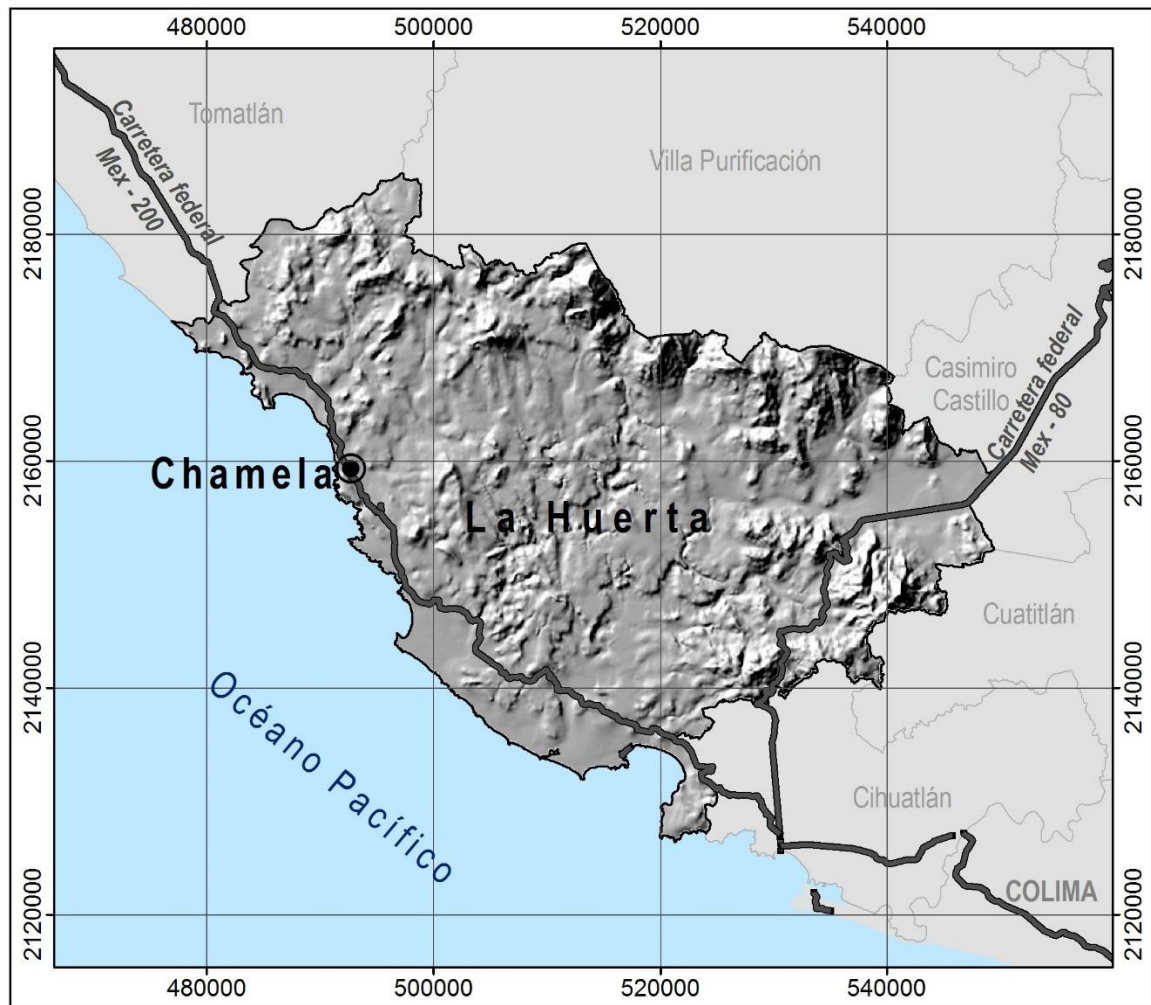 480000
500000
520000
540000
Tomatlán
Carretera federal
Mex - 200
Villa Purificación
2180000
2180000
Casimiro
Castillo
Carretera federal
Mex - 80
2160000
2160000
Chamela
La Huerta
Cuatitlán
2140000
2140000
Océano Pacífico
Cihuatlán
COLIMA
2120000
2120000
480000
500000
520000
540000